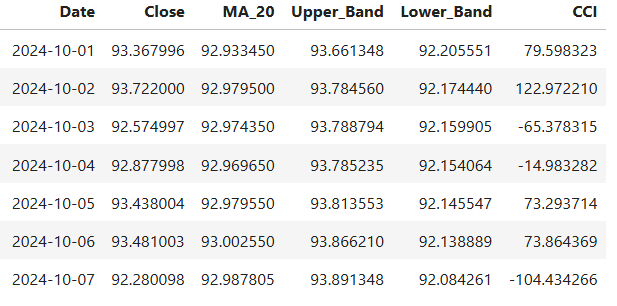 Date Close MA_20 Upper_Band Lower_Band CCI
2024-10-01 93.367996 92.933450 93.661348 92.205551 79.598323
2024-10-02 93.722000 92.979500 93.784560 92.174440 122.972210
2024-10-03 92.574997 92.974350 93.788794 92.159905 -65.378315
2024-10-04 92.877998 92.969650 93.785235 92.154064 -14.983282
2024-10-05 93.438004 92.979550 93.813553 92.145547 73.293714
2024-10-06 93.481003 93.002550 93.866210 92.138889 73.864369
2024-10-07 92.280098 92.987805 93.891348 92.084261 -104.434266